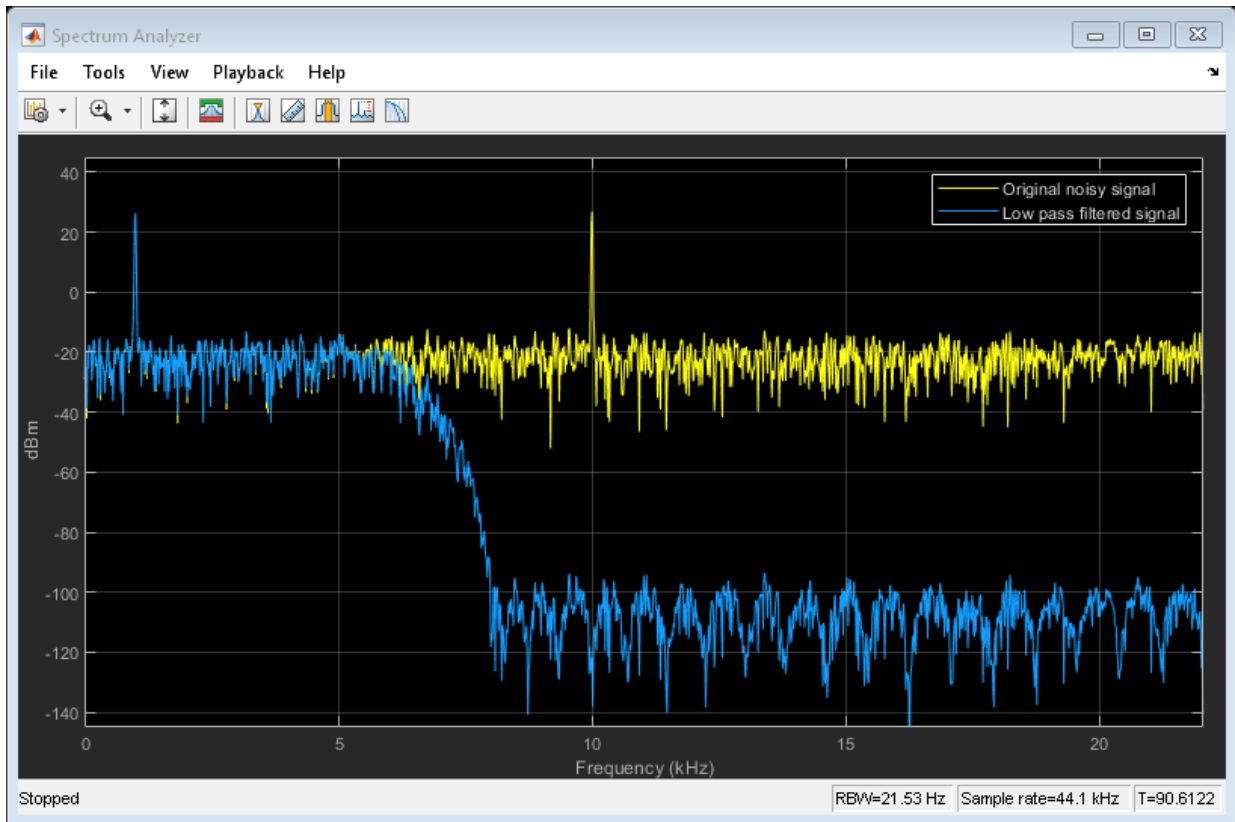 Spectrum Analyzer
File Tools View Playback Help
Original noisy signal
Low pass filtered signal
40
20
0
-20
-40
-60
-80
-100
-120
-140
dBm
0 5 10 15 20
Frequency (kHz)
Stopped RBW=21.53 Hz Sample rate=44.1 kHz T=90.6122